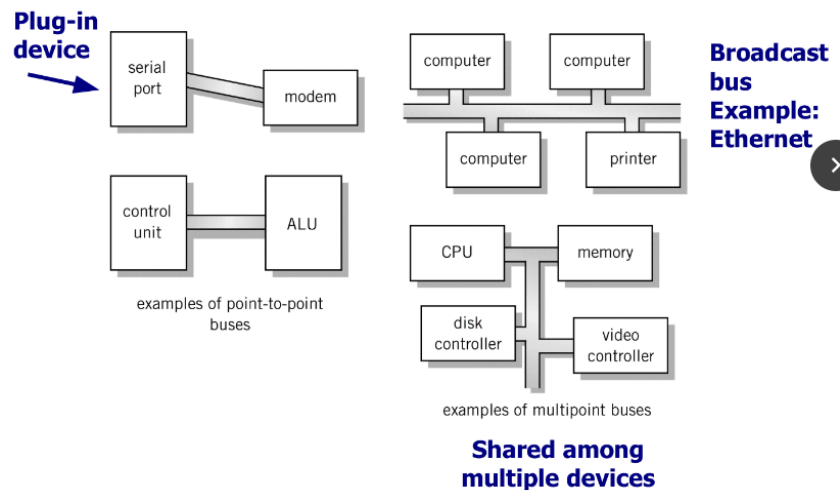 Plug-in
device
serial
port
modem
control
unit
ALU
examples of point-to-point
buses
computer
computer
computer
printer
Broadcast
bus
Example:
Ethernet
CPU
memory
disk
controller
video
controller
examples of multipoint buses
Shared among
multiple devices